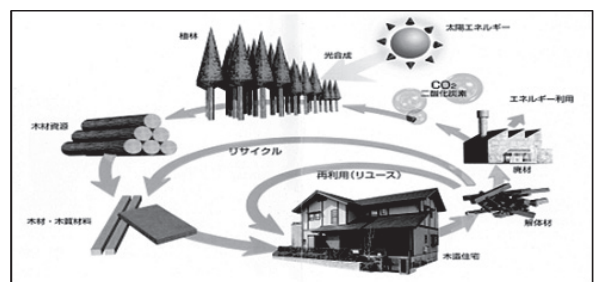 植林
太陽エネルギー
光合成
CO2
二酸化炭素
エネルギー利用
木材資源
リサイクル
再利用(リユース)
廃材
木材・木質材料
解体材
木造住宅